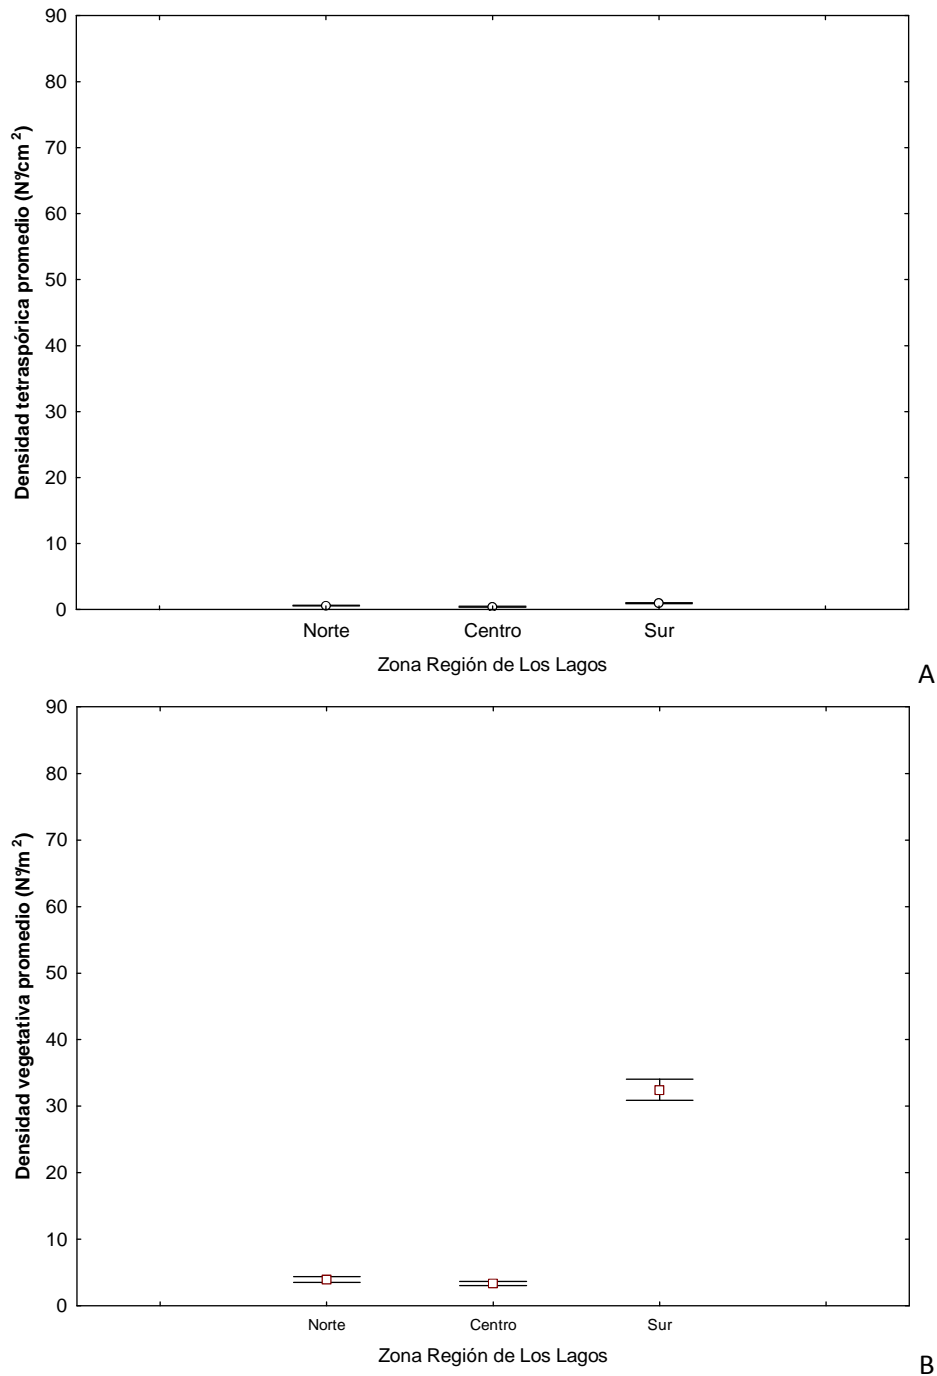 90
80
70
60
50
40
30
20
10
0
Densidad tetraspórica promedio (N°/cm²)
Norte Centro Sur
Zona Región de Los Lagos
A
90
80
70
60
50
40
30
20
10
0
Densidad vegetativa promedio (N°/m²)
Norte Centro Sur
Zona Región de Los Lagos
B